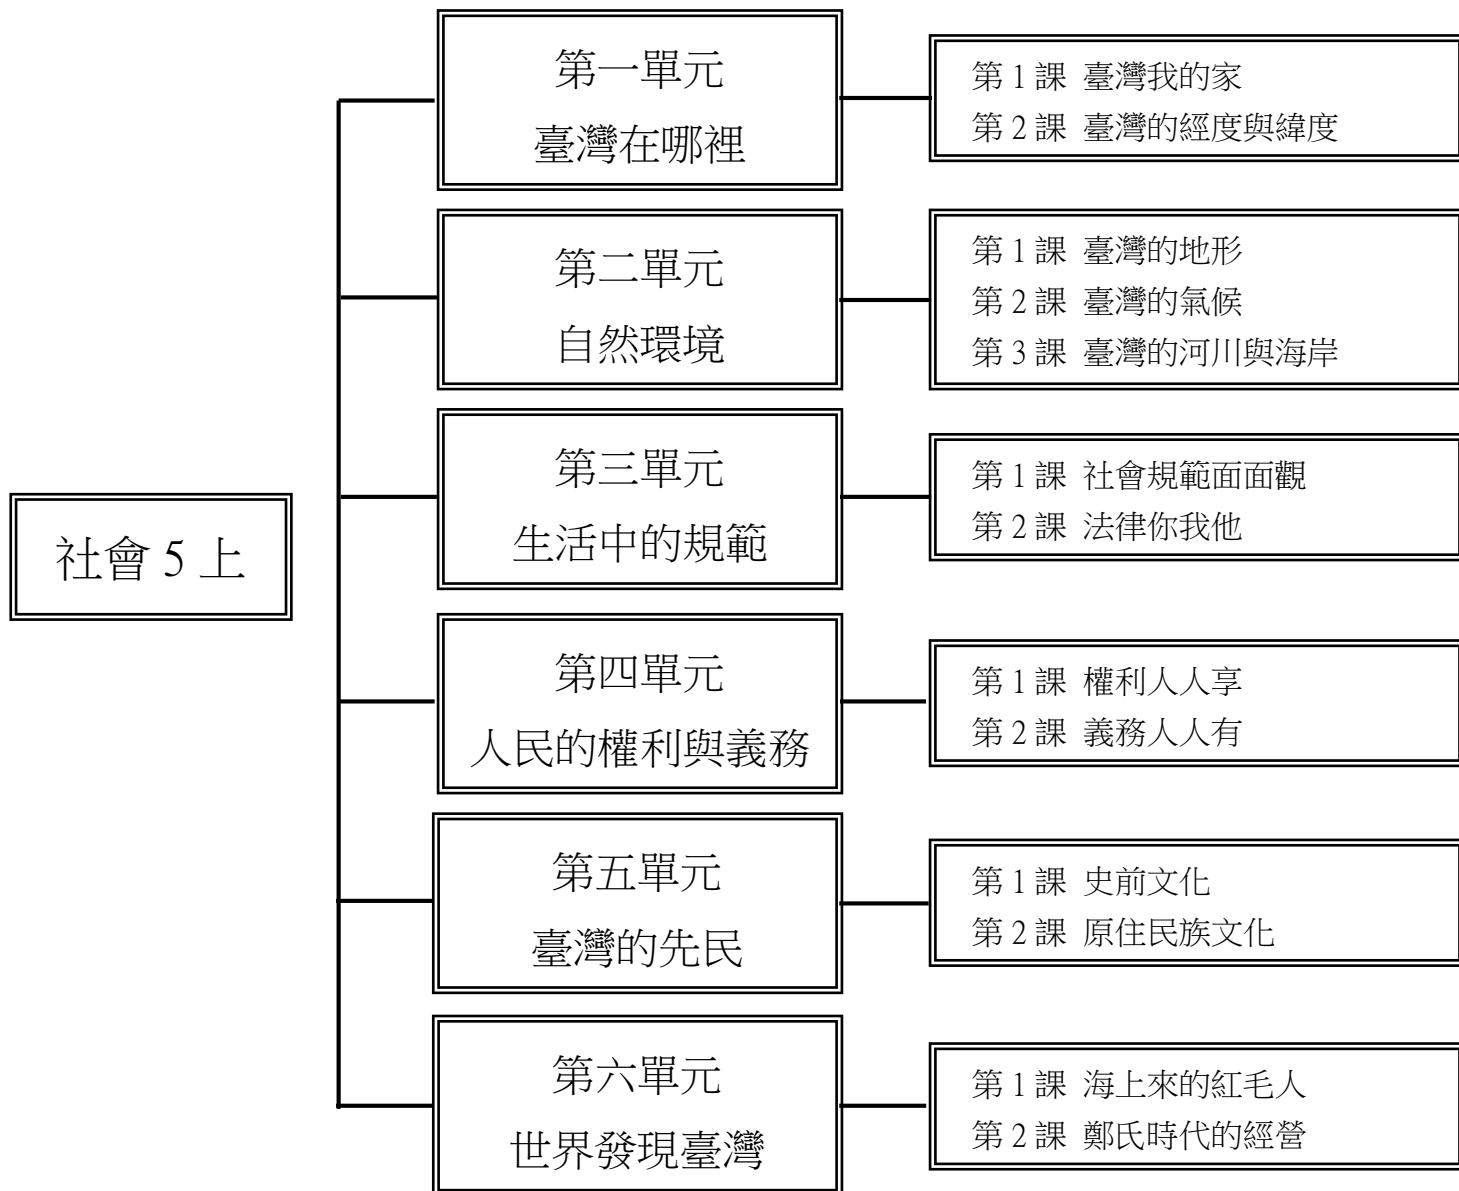 社會 5 上
第一單元
臺灣在哪裡
第 1 課 臺灣我的家
第 2 課 臺灣的經度與緯度
第二單元
自然環境
第 1 課 臺灣的地形
第 2 課 臺灣的氣候
第 3 課 臺灣的河川與海岸
第三單元
生活中的規範
第 1 課 社會規範面面觀
第 2 課 法律你我他
第四單元
人民的權利與義務
第 1 課 權利人人享
第 2 課 義務人人有
第五單元
臺灣的先民
第 1 課 史前文化
第 2 課 原住民族文化
第六單元
世界發現臺灣
第 1 課 海上來的紅毛人
第 2 課 鄭氏時代的經營